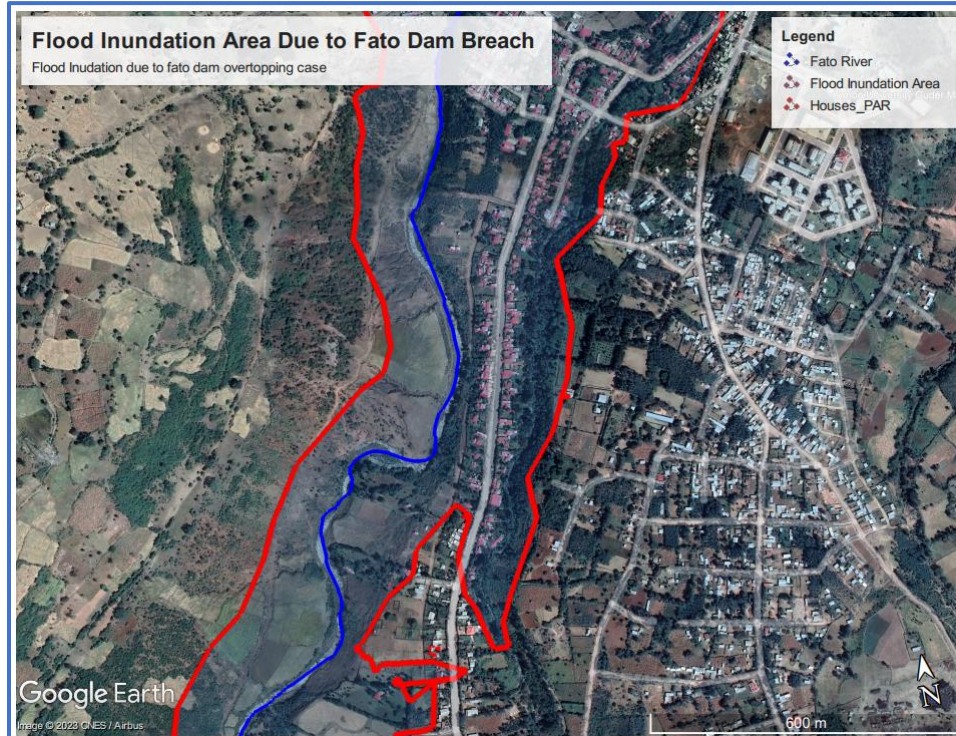 Flood Inundation Area Due to Fato Dam Breach
Flood Inudation due to fato dam overtopping case
Legend
Fato River
Flood Inundation Area
Houses_PAR
Google Earth
Image © 2023 CNES / Airbus
600 m
N